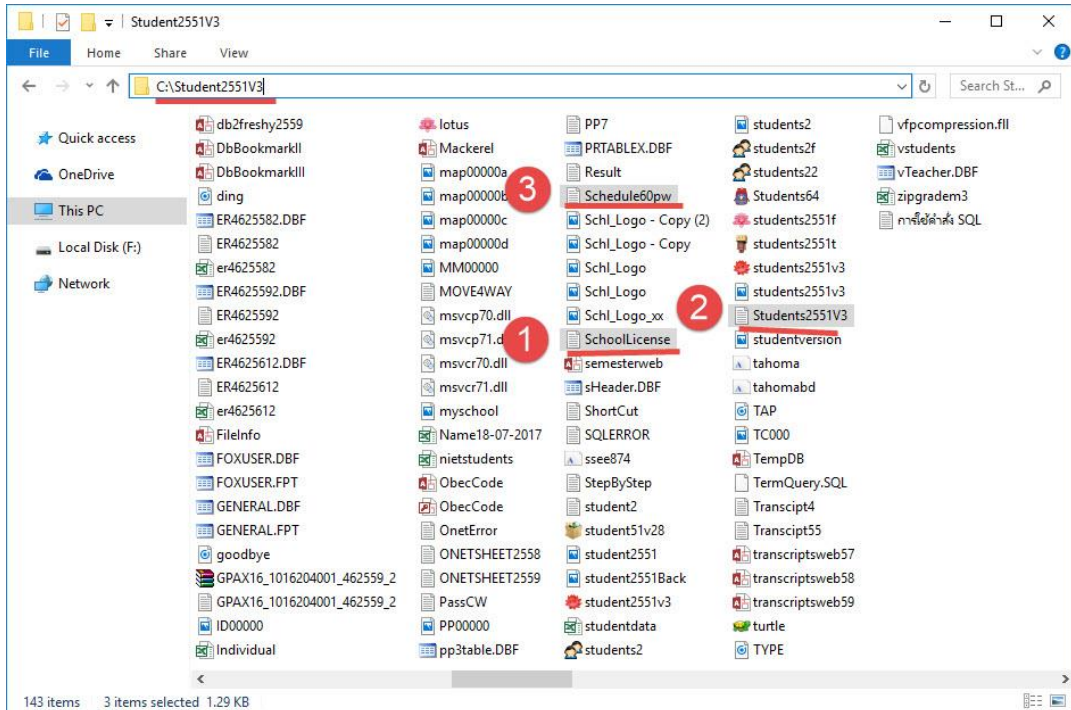 Student2551V3
File Home Share View
C:\Student2551V3
Search St...
Quick access
OneDrive
This PC
Local Disk (F:)
Network
db2freshy2559
DbBookmarkII
DbBookmarkIII
ding
ER4625582.DBF
ER4625582
er4625582
ER4625592.DBF
ER4625592
er4625592
ER4625612.DBF
ER4625612
er4625612
FileInfo
FOXUSER.DBF
FOXUSER.FPT
GENERAL.DBF
GENERAL.FPT
goodbye
GPAX16_1016204001_462559_2
GPAX16_1016204001_462559_2
ID00000
Individual
lotus
Mackerel
map00000a
map00000b
map00000c
map00000d
MM00000
MOVE4WAY
msvcp70.dll
msvcp71.d
msvcr70.dll
msvcr71.dll
myschool
Name18-07-2017
nietstudents
ObecCode
ObecCode
OnetError
ONETSHEET2558
ONETSHEET2559
PassCW
PP00000
pp3table.DBF
PP7
PRTABLEX.DBF
Result
3 Schedule60pw
Schl_Logo - Copy (2)
Schl_Logo - Copy
Schl_Logo
Schl_Logo
Schl_Logo_xx
1 SchoolLicense
semesterweb
sHeader.DBF
ShortCut
SQLERROR
ssee874
StepByStep
student2
student51v28
student2551
student2551Back
student2551v3
studentdata
students2
students2
students2f
students22
Students64
students2551f
students2551t
students2551v3
students2551v3
2 Students2551V3
studentversion
tahoma
tahomabd
TAP
TC000
TempDB
TermQuery.SQL
Transcipt4
Transcipt55
transcriptsweb57
transcriptsweb58
transcriptsweb59
turtle
TYPE
vfpcompression.fll
vstudents
vTeacher.DBF
zipgradem3
การใช้คำสั่ง SQL
143 items 3 items selected 1.29 KB